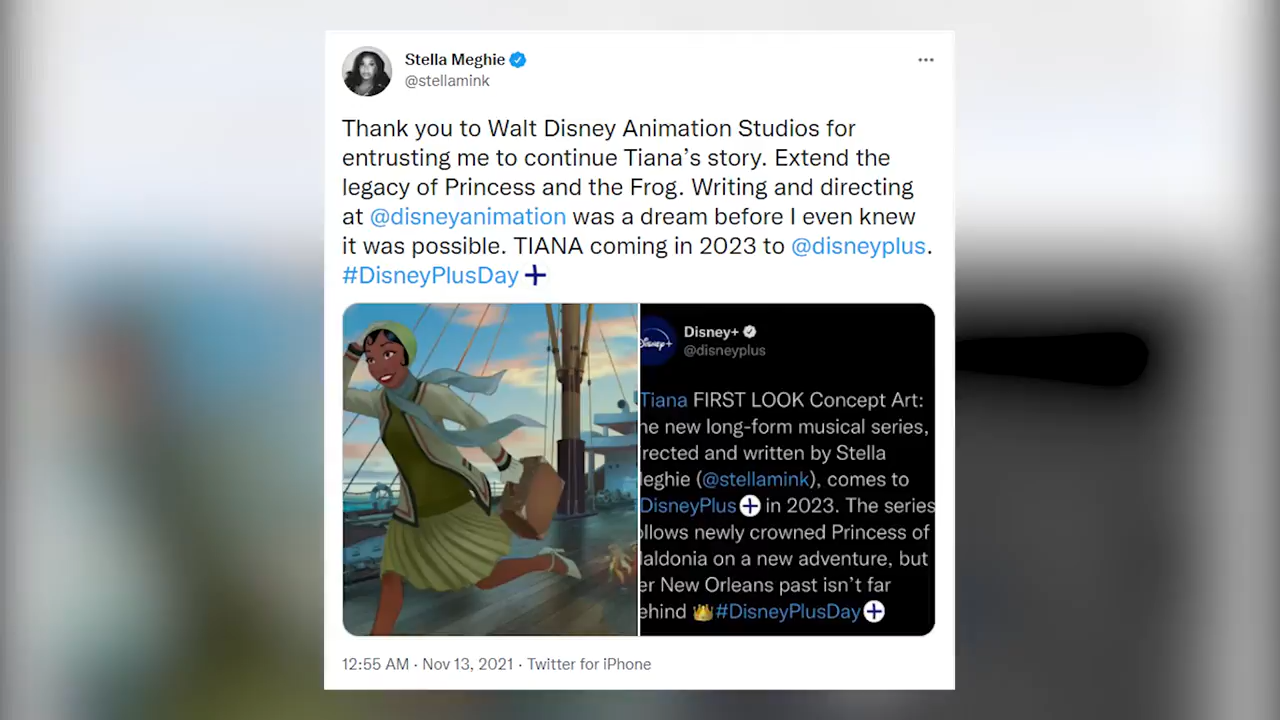 Stella Meghie
@stellamink
Thank you to Walt Disney Animation Studios for
entrusting me to continue Tiana's story. Extend the
legacy of Princess and the Frog. Writing and directing
at @disneyanimation was a dream before I even knew
it was possible. TIANA coming in 2023 to @disneyplus.
#DisneyPlusDay
Disney+
Disney+
@disneyplus
Tiana FIRST LOOK Concept Art:
he new long-form musical series,
rected and written by Stella
eghie (@stellamink), comes to
DisneyPlus in 2023. The series
ollows newly crowned Princess of
aldonia on a new adventure, but
er New Orleans past isn't far
ehind 👑#DisneyPlusDay
12:55 AM · Nov 13, 2021 · Twitter for iPhone